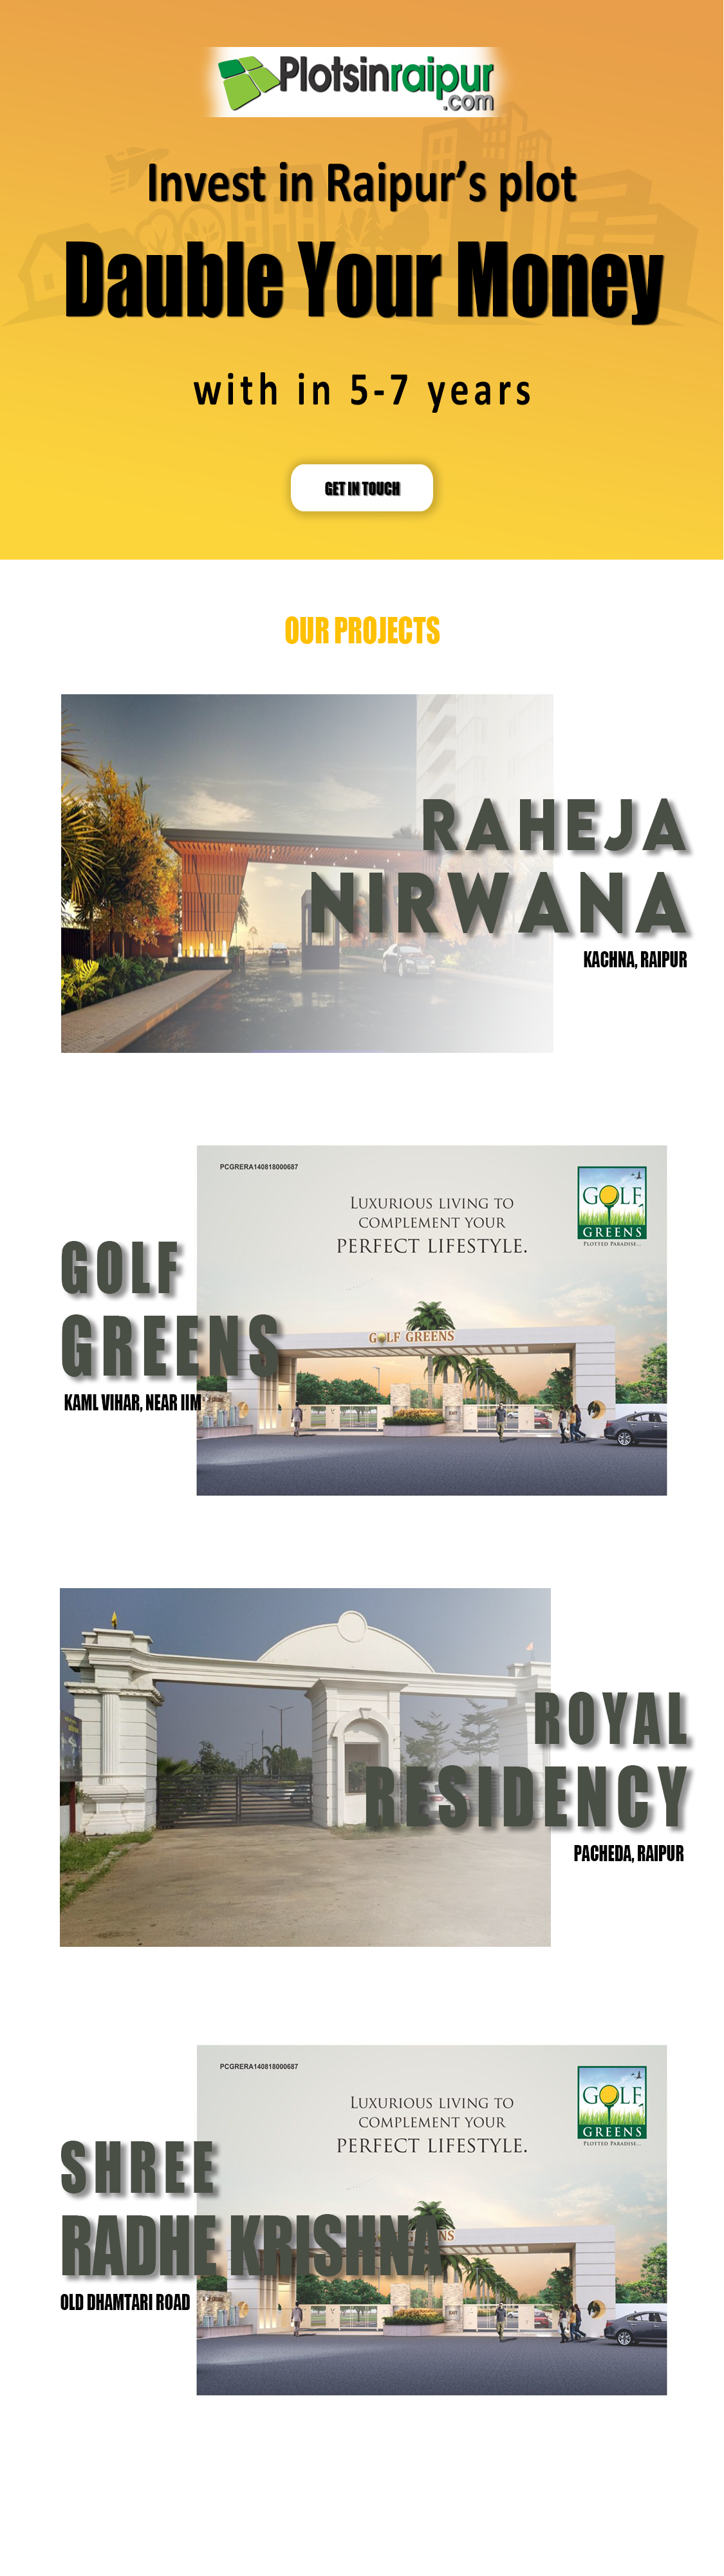 Plotsinraipur
.com
Invest in Raipur’s plot
Dauble Your Money
with in 5-7 years
GET IN TOUCH
OUR PROJECTS
RAHEJA
NIRWANA
KACHNA, RAIPUR
PCGRERA140818000687
LUXURIOUS LIVING TO
COMPLEMENT YOUR
PERFECT LIFESTYLE.
GOLF
GREENS
PLOTTED PARADISE...
GOLF
GREENS
GOLF GREENS
KAML VIHAR, NEAR IIM
ROYAL
RESIDENCY
PACHEDA, RAIPUR
PCGRERA140818000687
LUXURIOUS LIVING TO
COMPLEMENT YOUR
PERFECT LIFESTYLE.
GOLF
GREENS
PLOTTED PARADISE...
SHREE
RADHE KRISHNA
OLD DHAMTARI ROAD